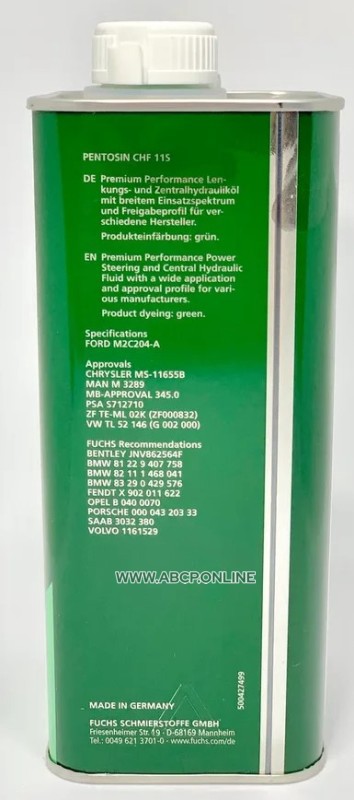 PENTOSIN CHF 11S
DE Premium Performance Len-
kungs- und Zentralhydrauliköl
mit breitem Einsatzspektrum
und Freigabeprofil für ver-
schiedene Hersteller.
Produkteinfärbung: grün.
EN Premium Performance Power
Steering and Central Hydraulic
Fluid with a wide application
and approval profile for vari-
ous manufacturers.
Product dyeing: green.
Specifications
FORD M2C204-A
Approvals
CHRYSLER MS-11655B
MAN M 3289
MB-APPROVAL 345.0
PSA S712710
ZF TE-ML 02K (ZF000832)
VW TL 52 146 (G 002 000)
FUCHS Recommendations
BENTLEY JNV862564F
BMW 81 22 9 407 758
BMW 82 11 1 468 041
BMW 83 29 0 429 576
FENDT X 902 011 622
OPEL B 040 0070
PORSCHE 000 043 203 33
SAAB 3032 380
VOLVO 1161529
WWW.ABCP.ONLINE
500427499
MADE IN GERMANY
FUCHS SCHMIERSTOFFE GMBH
Friesenheimer Str. 19 - D-68169 Mannheim
Tel.: 0049 621 3701-0 - www.fuchs.com/de